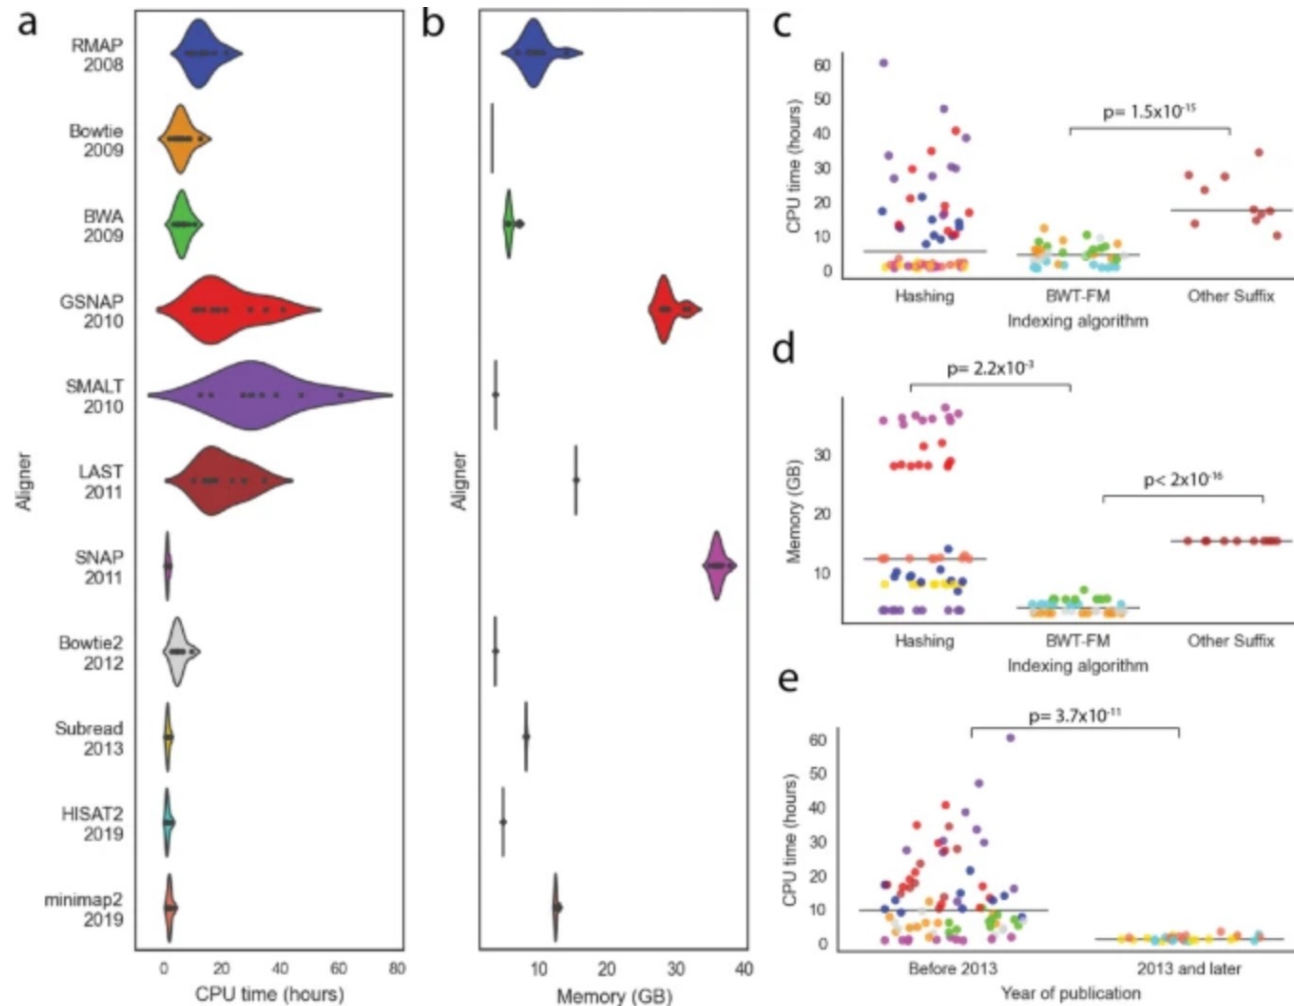 a
RMAP
2008
Bowtie
2009
BWA
2009
GSNAP
2010
SMALT
2010
LAST
2011
SNAP
2011
Bowtie2
2012
Subread
2013
HISAT2
2019
minimap2
2019
Aligner
0 20 40 60 80
CPU time (hours)
b
Aligner
10 20 30 40
Memory (GB)
c
60
50
40
30
20
10
0
CPU time (hours)
p= 1.5x10⁻¹⁵
Hashing BWT-FM Other Suffix
Indexing algorithm
d
30
20
10
Memory (GB)
p= 2.2x10⁻³
p< 2x10⁻¹⁶
Hashing BWT-FM Other Suffix
Indexing algorithm
e
60
50
40
30
20
10
0
CPU time (hours)
p= 3.7x10⁻¹¹
Before 2013 2013 and later
Year of publication